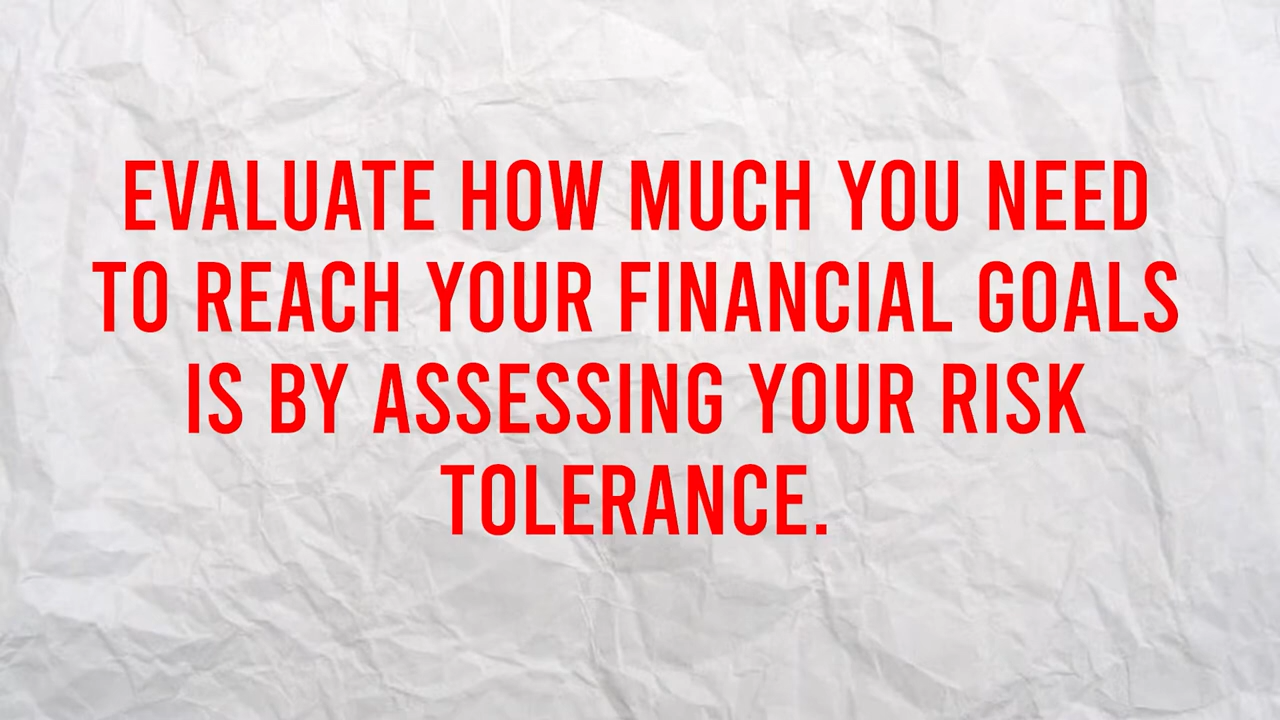 EVALUATE HOW MUCH YOU NEED
TO REACH YOUR FINANCIAL GOALS
IS BY ASSESSING YOUR RISK
TOLERANCE.